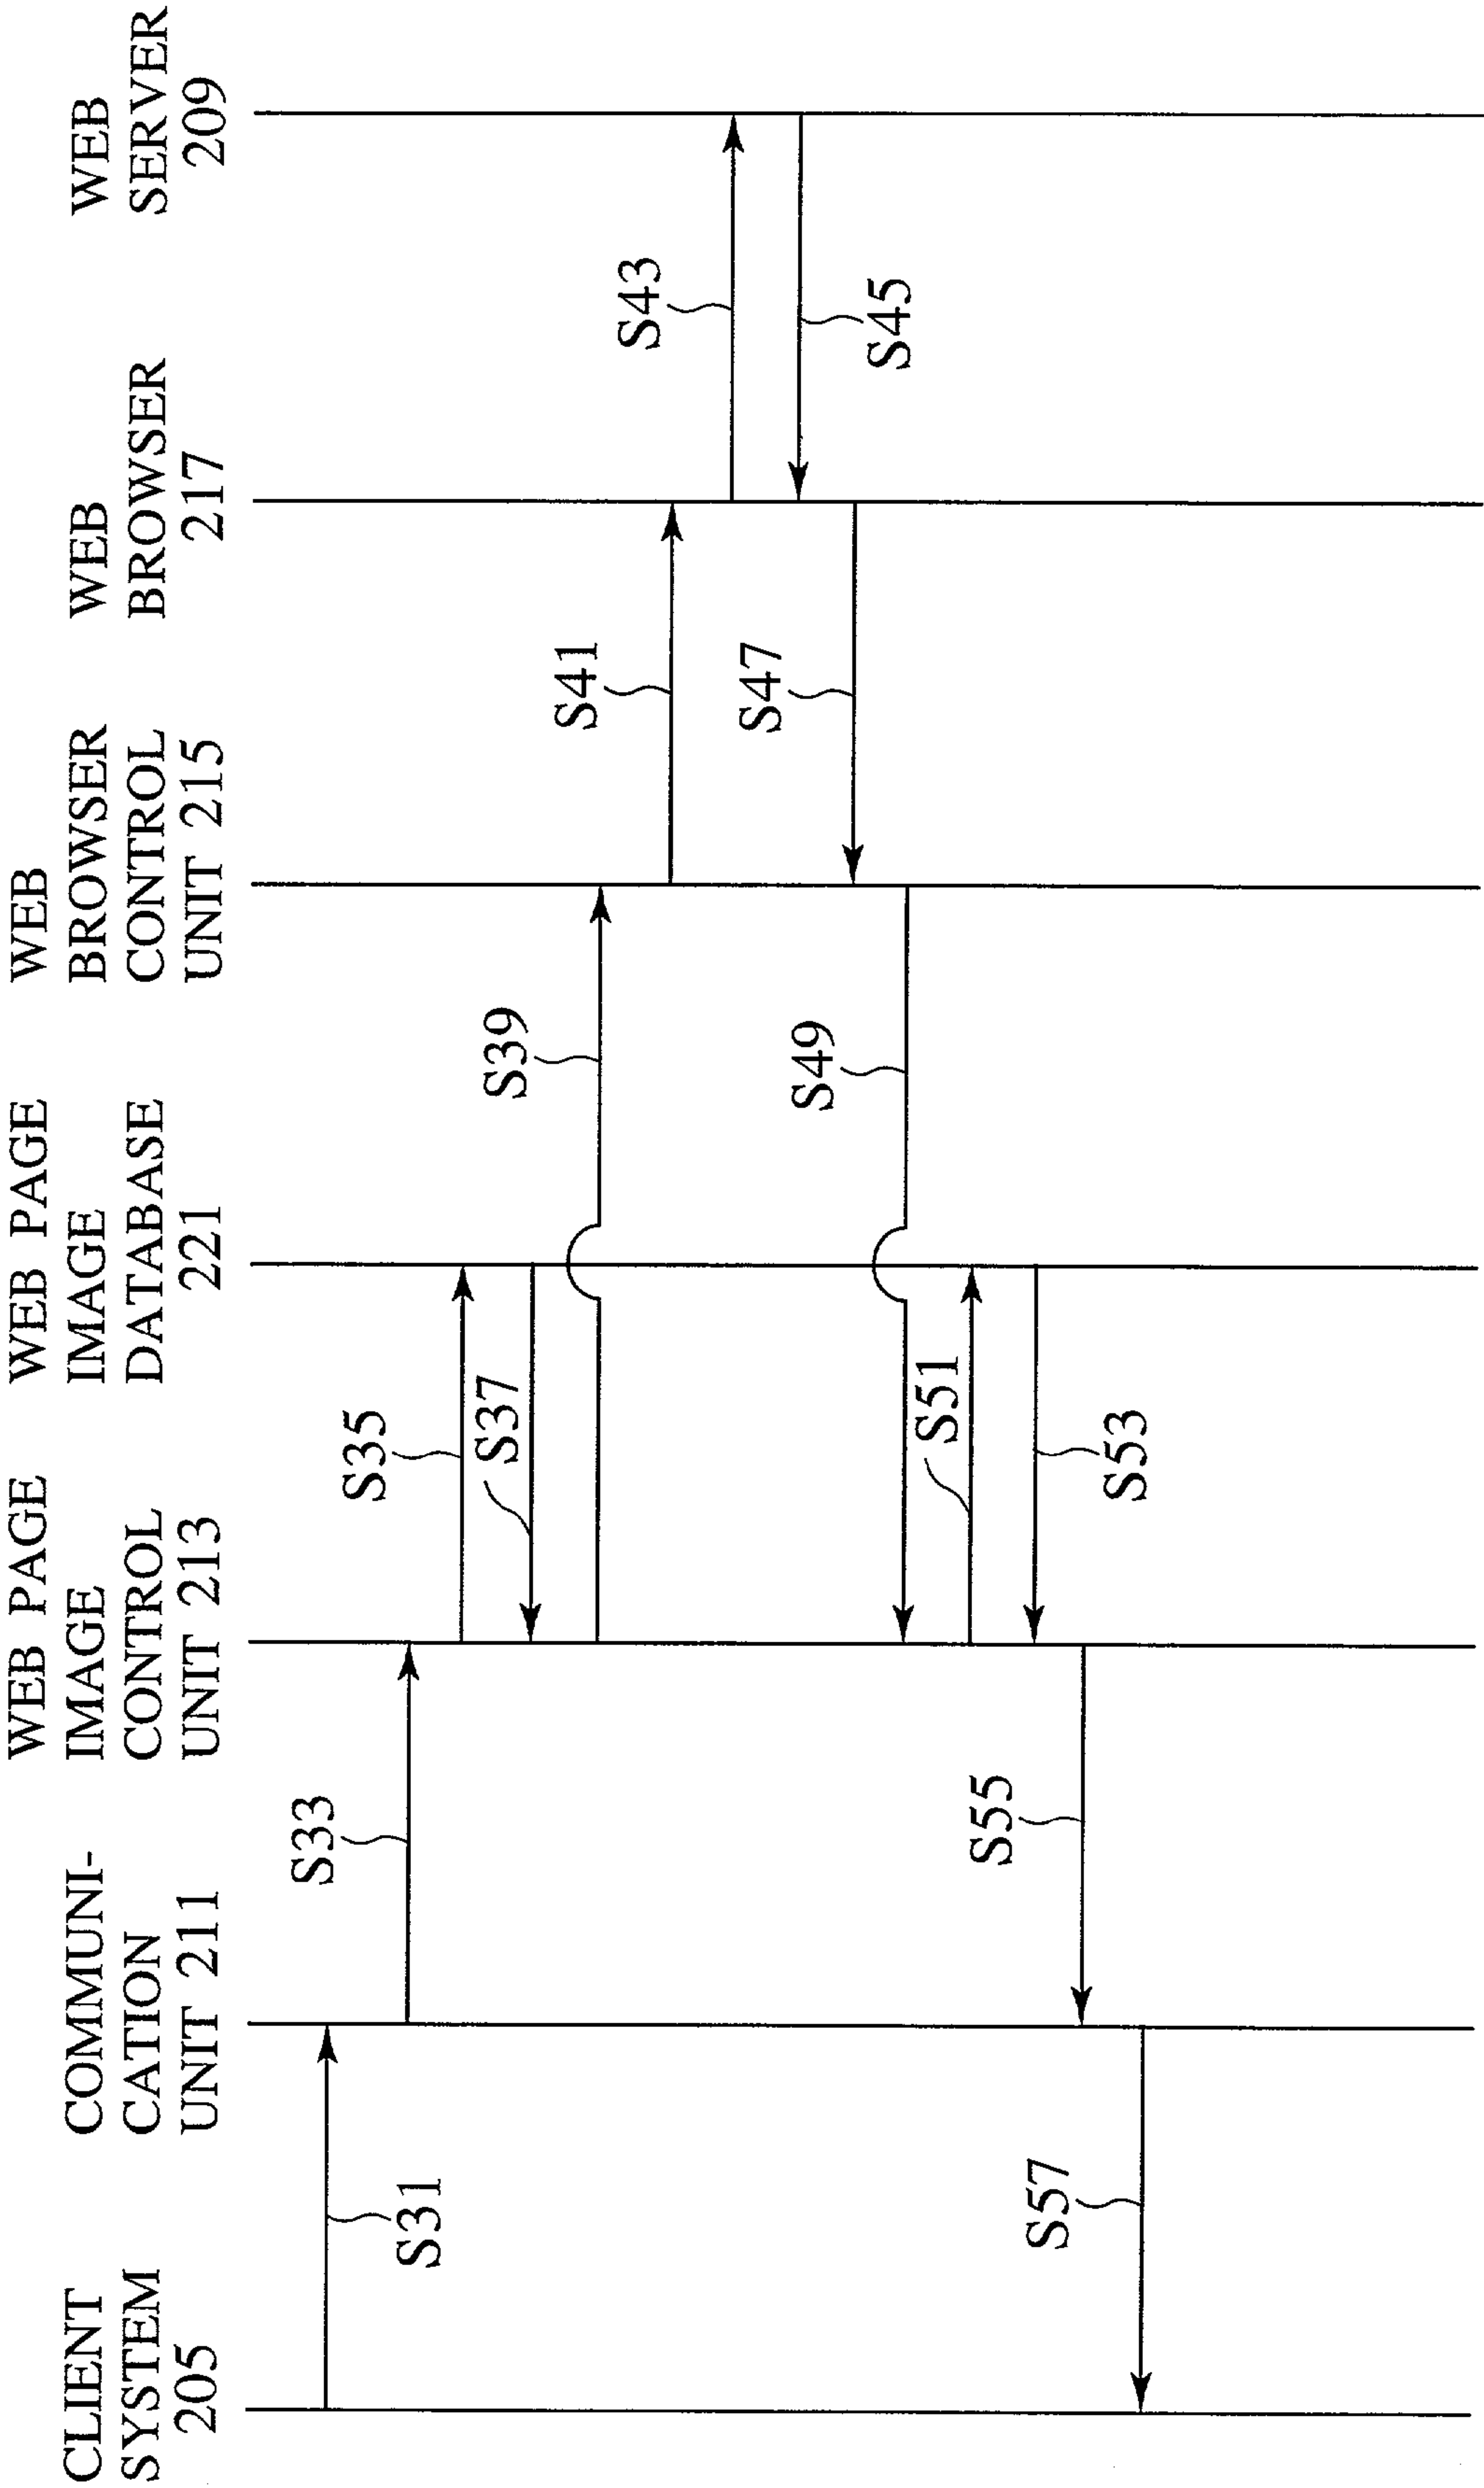 CLIENT
SYSTEM
205
COMMUNI-
CATION
UNIT 211
WEB PAGE
IMAGE
CONTROL
UNIT 213
WEB PAGE
IMAGE
DATABASE
221
WEB
BROWSER
CONTROL
UNIT 215
WEB
BROWSER
217
WEB
SERVER
209
S31
S33
S35
S37
S39
S41
S43
S45
S47
S49
S51
S53
S55
S57